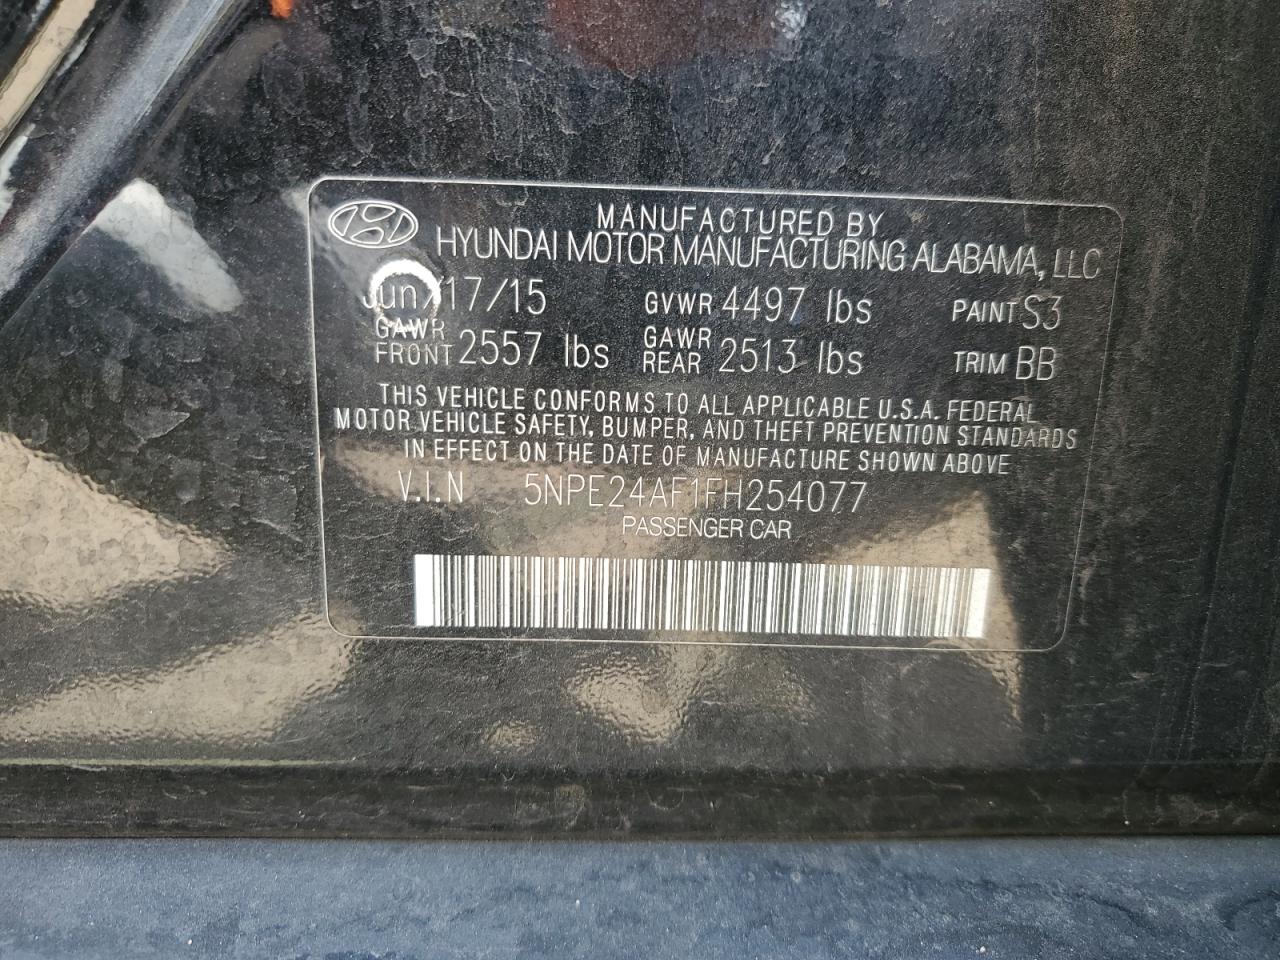 MANUFACTURED BY
HYUNDAI MOTOR MANUFACTURING ALABAMA, LLC
Jun/17/15 GVWR 4497 lbs PAINT S3
GAWR FRONT 2557 lbs GAWR REAR 2513 lbs TRIM BB
THIS VEHICLE CONFORMS TO ALL APPLICABLE U.S.A. FEDERAL
MOTOR VEHICLE SAFETY, BUMPER, AND THEFT PREVENTION STANDARDS
IN EFFECT ON THE DATE OF MANUFACTURE SHOWN ABOVE
V.I.N 5NPE24AF1FH254077
PASSENGER CAR